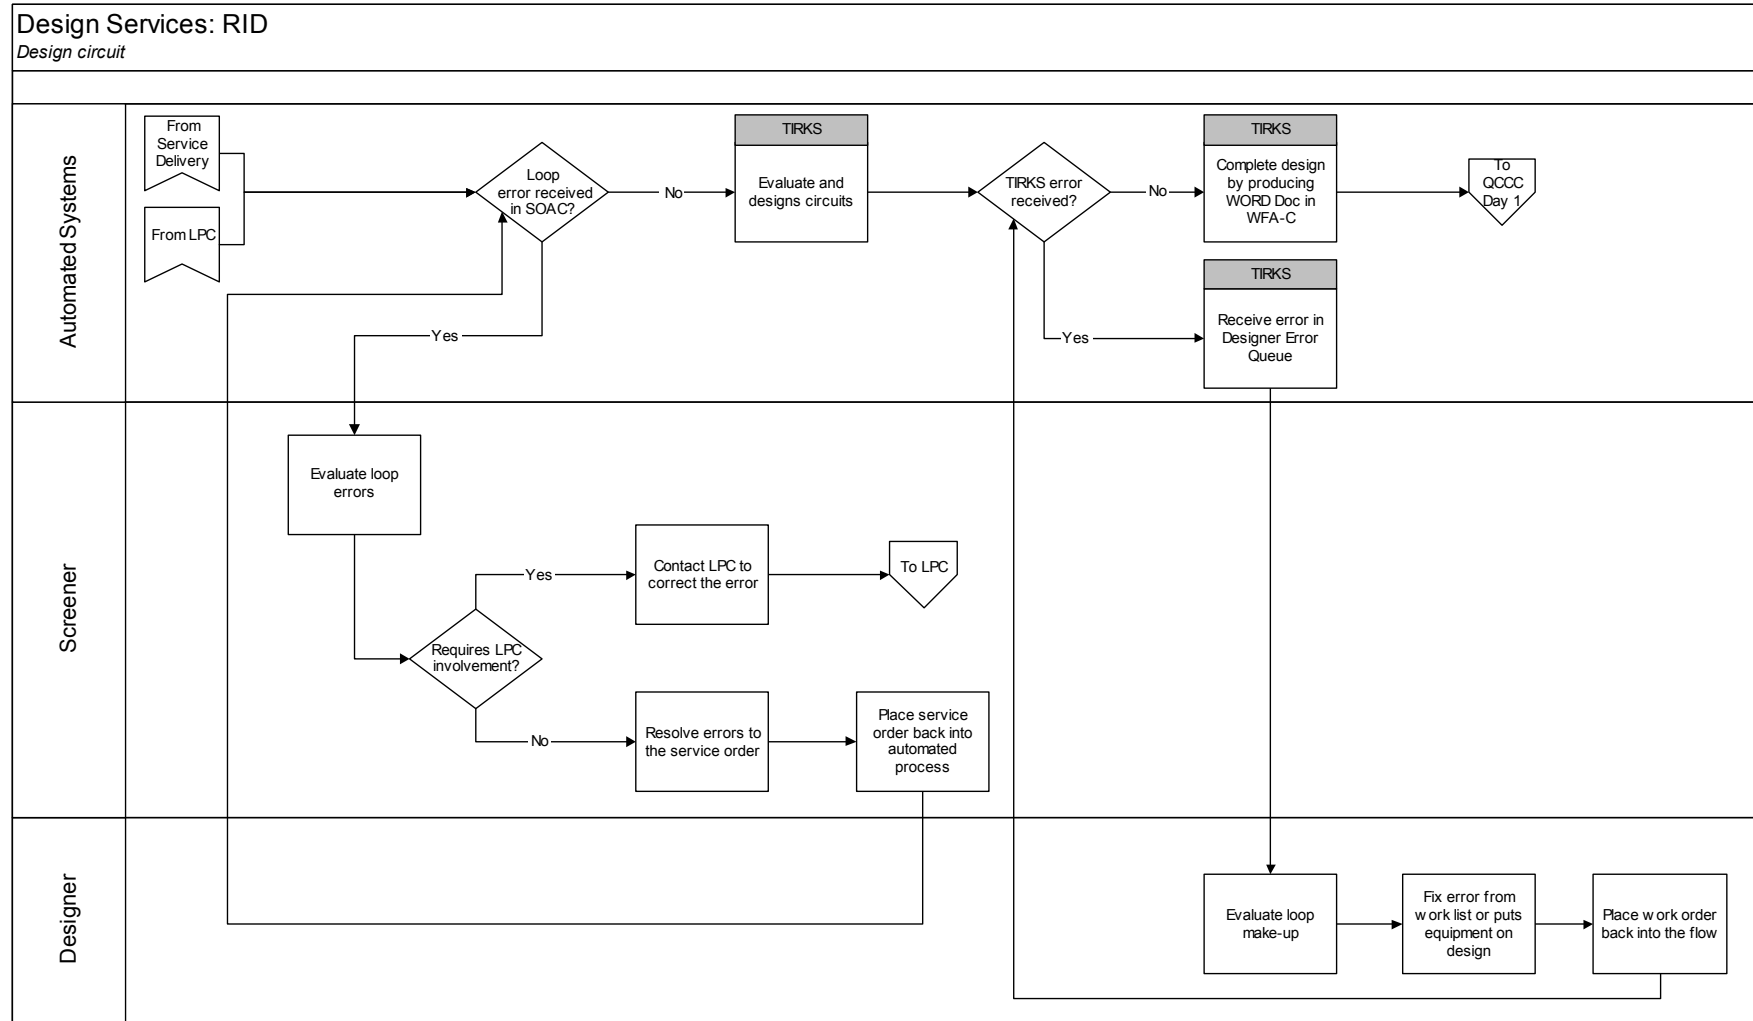 Design Services: RID
Design circuit
Automated Systems
From
Service
Delivery
From LPC
Loop
error received
in SOAC?
No
TIRKS
Evaluate and
designs circuits
TIRKS error
received?
No
TIRKS
Complete design
by producing
WORD Doc in
WFA-C
To
QCCC
Day 1
Yes
Yes
TIRKS
Receive error in
Designer Error
Queue
Screener
Evaluate loop
errors
Requires LPC
involvement?
Yes
Contact LPC to
correct the error
To LPC
No
Resolve errors to
the service order
Place service
order back into
automated
process
Designer
Evaluate loop
make-up
Fix error from
work list or puts
equipment on
design
Place work order
back into the flow